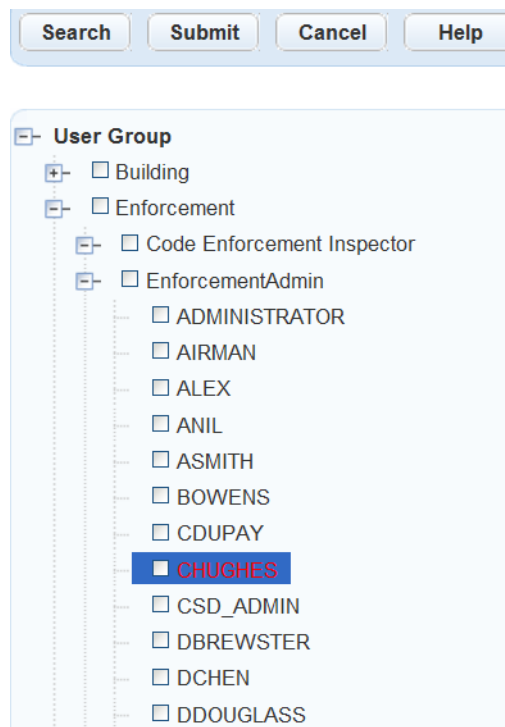 Search Submit Cancel Help
User Group
Building
Enforcement
Code Enforcement Inspector
EnforcementAdmin
ADMINISTRATOR
AIRMAN
ALEX
ANIL
ASMITH
BOWENS
CDUPAY
CHUGHES
CSD_ADMIN
DBREWSTER
DCHEN
DDOUGLASS